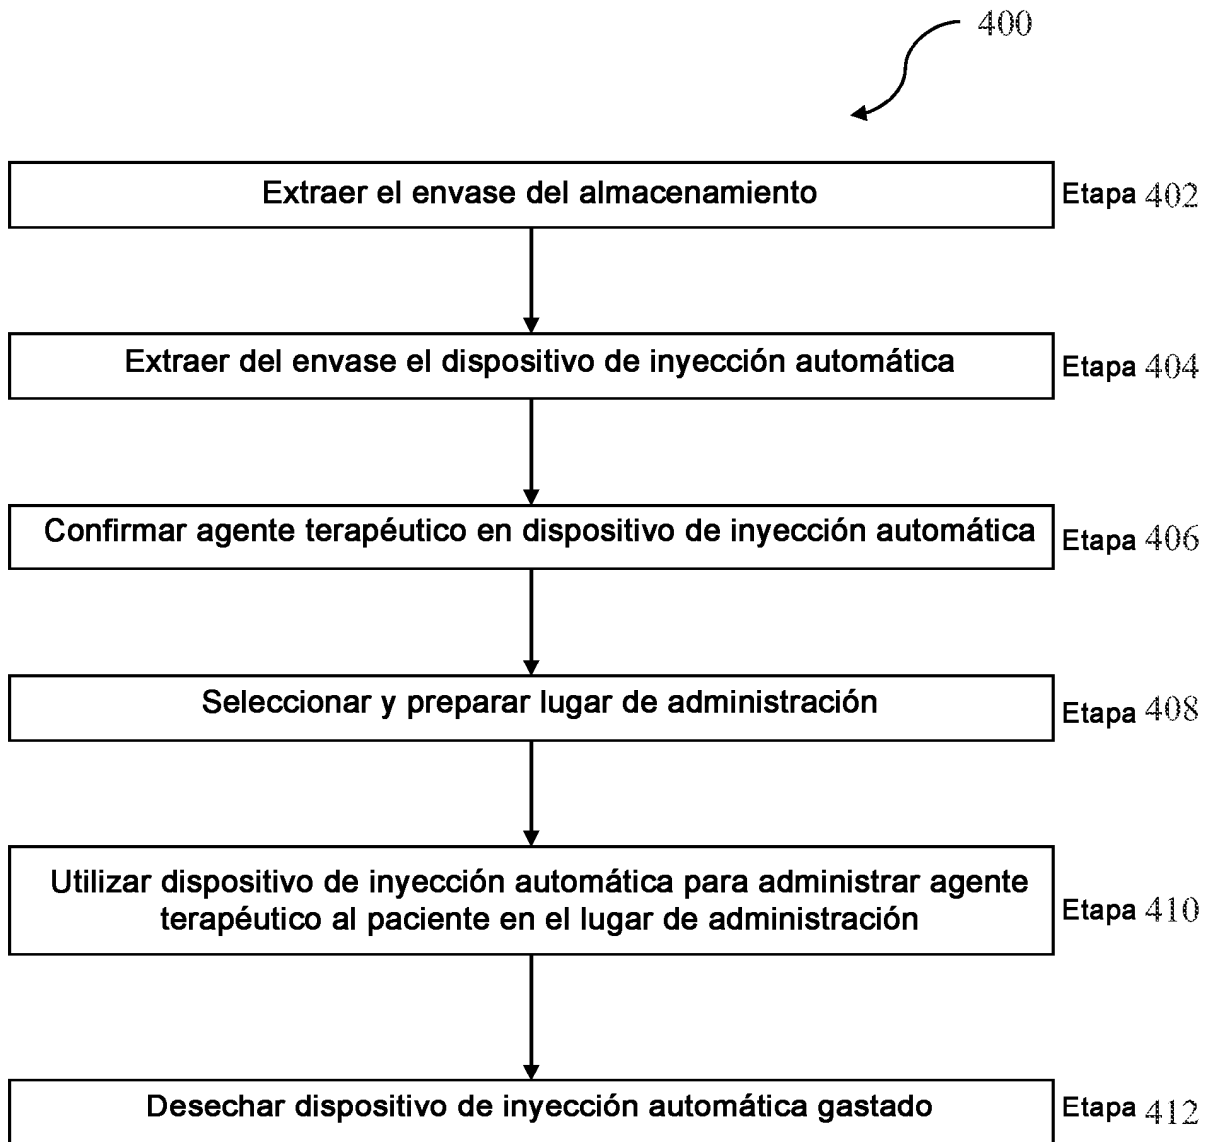 400
Extraer el envase del almacenamiento
Etapa 402
Extraer del envase el dispositivo de inyección automática
Etapa 404
Confirmar agente terapéutico en dispositivo de inyección automática
Etapa 406
Seleccionar y preparar lugar de administración
Etapa 408
Utilizar dispositivo de inyección automática para administrar agente
terapéutico al paciente en el lugar de administración
Etapa 410
Desechar dispositivo de inyección automática gastado
Etapa 412